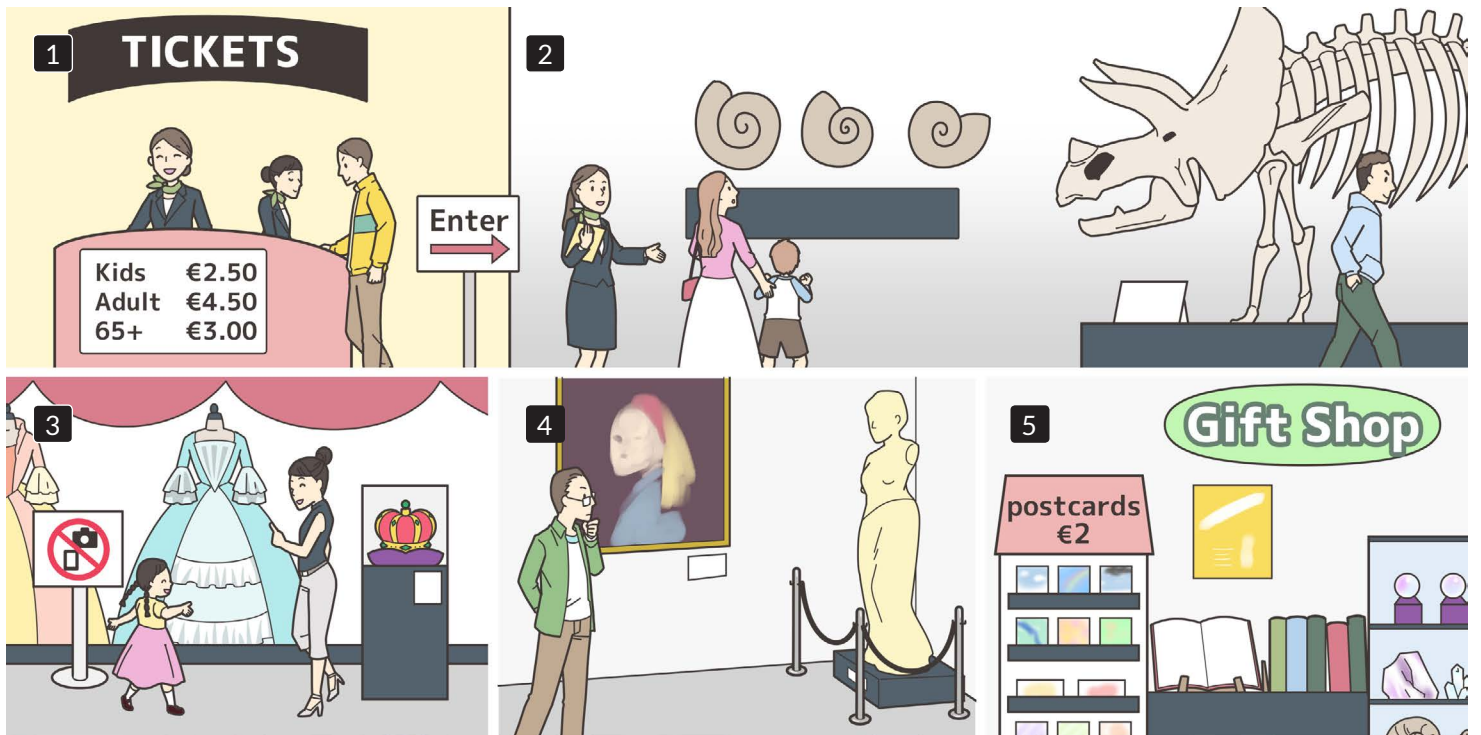 1
TICKETS
Kids €2.50
Adult €4.50
65+ €3.00
Enter
2
3
4
5
Gift Shop
postcards
€2